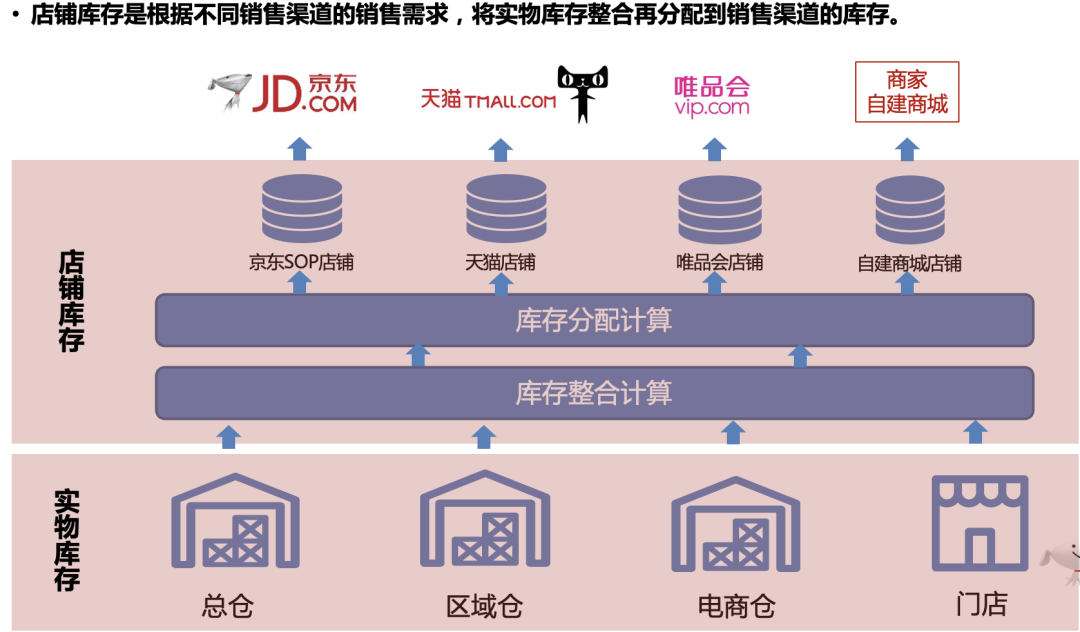 • 店铺库存是根据不同销售渠道的销售需求，将实物库存整合再分配到销售渠道的库存。
JD.京东.COM
天猫 TMALL.COM
唯品会
vip.com
商家
自建商城
店铺库存
京东SOP店铺
天猫店铺
唯品会店铺
自建商城店铺
库存分配计算
库存整合计算
实物库存
总仓
区域仓
电商仓
门店